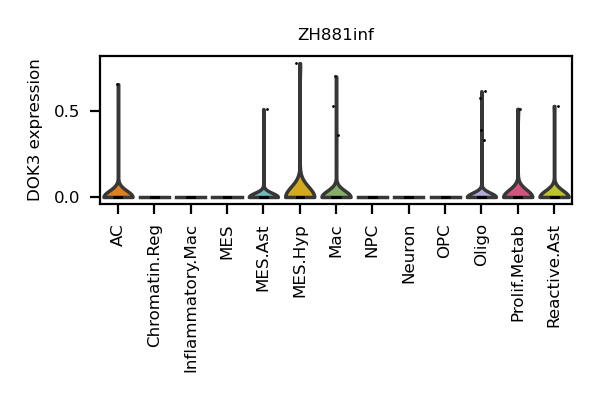 ZH881inf
DOK3 expression
0.5
0.0
AC
Chromatin.Reg
Inflammatory.Mac
MES
MES.Ast
MES.Hyp
Mac
NPC
Neuron
OPC
Oligo
Prolif.Metab
Reactive.Ast